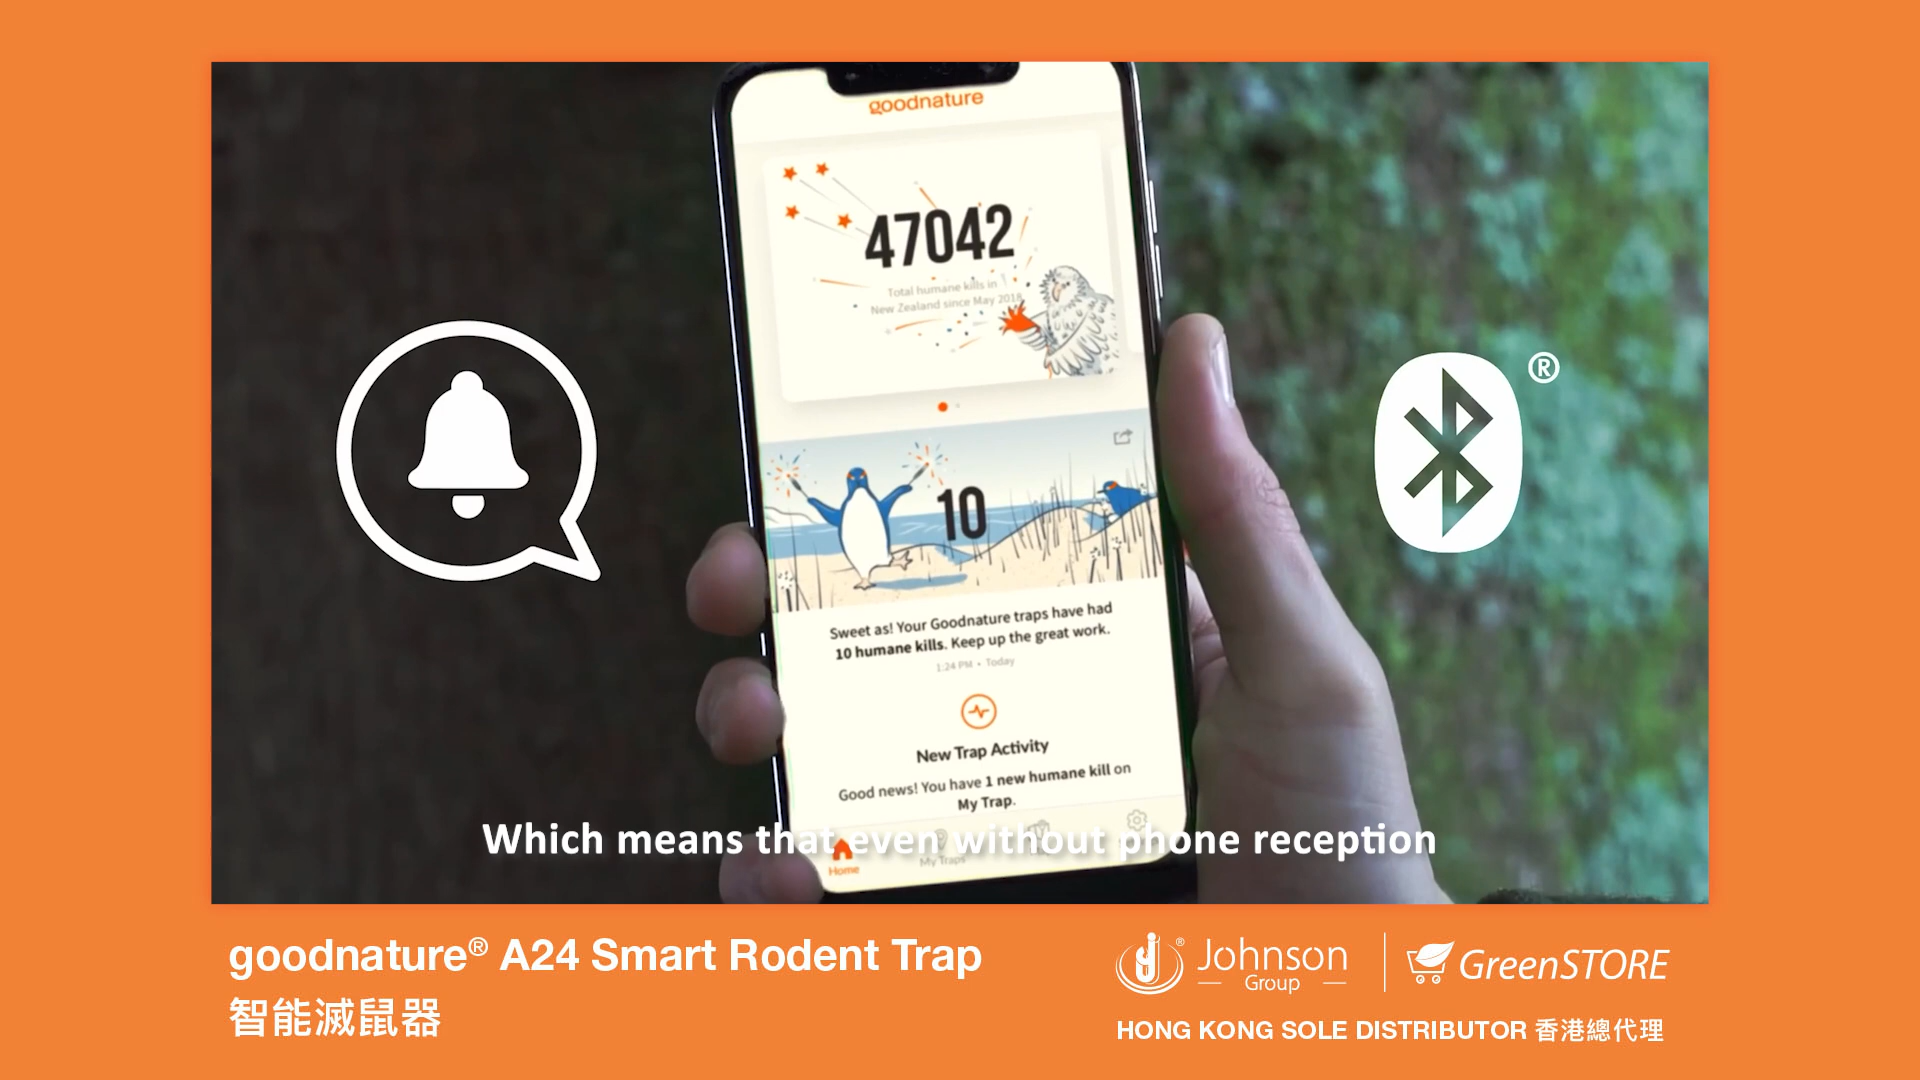 goodnature
47042
Total humane kills in
New Zealand since May 2018
10
Sweet as! Your Goodnature traps have had
10 humane kills. Keep up the great work.
1:24 PM • Today
New Trap Activity
Good news! You have 1 new humane kill on
My Trap.
Home
My Traps
®
Which means that even without phone reception
goodnature® A24 Smart Rodent Trap
智能滅鼠器
® Johnson
Group
GreenSTORE
HONG KONG SOLE DISTRIBUTOR 香港總代理